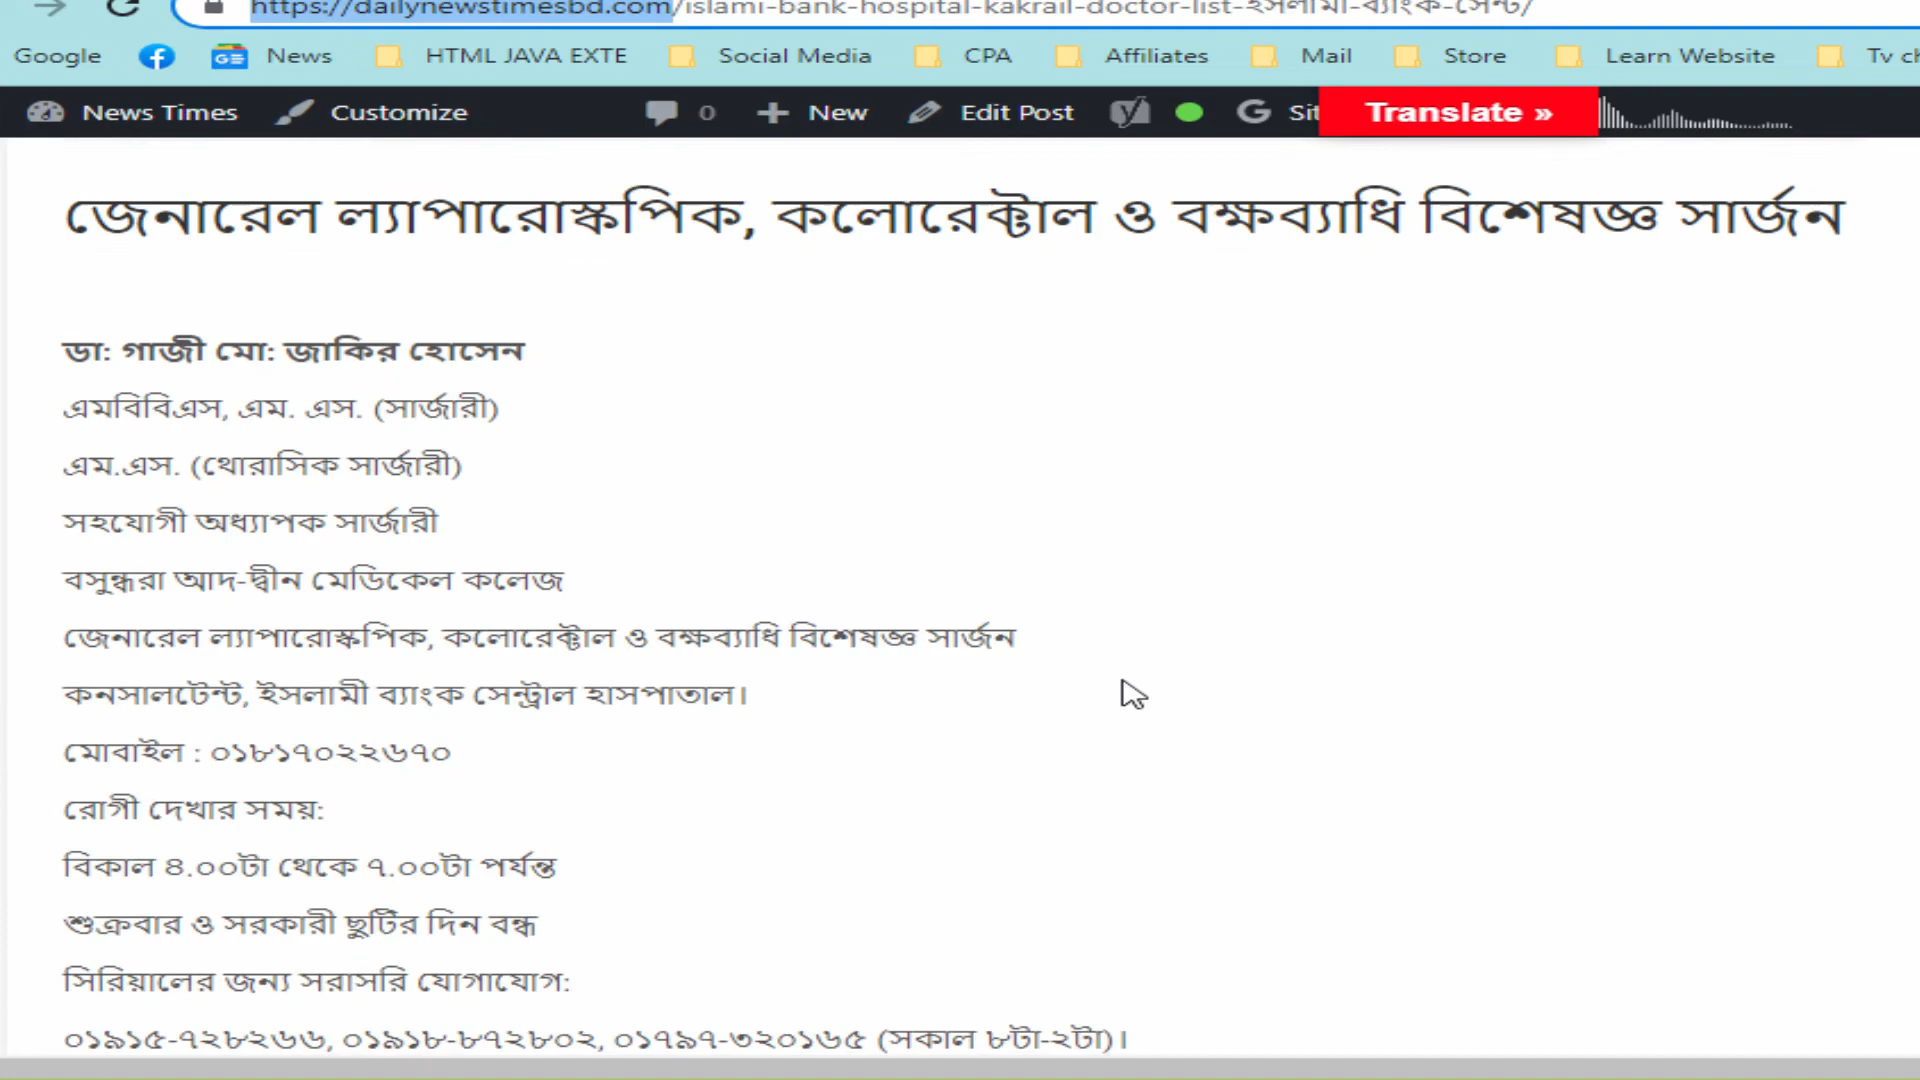 https://dailynewstimesbd.com/islami-bank-hospital-kakrail-doctor-list-ইসলামী-ব্যাংক-সেন্ট/
Google News HTML JAVA EXTE Social Media CPA Affiliates Mail Store Learn Website Tv ch
News Times Customize 0 New Edit Post Sit Translate »
জেনারেল ল্যাপারোস্কপিক, কলোরেক্টাল ও বক্ষব্যাধি বিশেষজ্ঞ সার্জন
ডা: গাজী মো: জাকির হোসেন
এমবিবিএস, এম. এস. (সার্জারী)
এম.এস. (থোরাসিক সার্জারী)
সহযোগী অধ্যাপক সার্জারী
বসুন্ধরা আদ-দ্বীন মেডিকেল কলেজ
জেনারেল ল্যাপারোস্কপিক, কলোরেক্টাল ও বক্ষব্যাধি বিশেষজ্ঞ সার্জন
কনসালটেন্ট, ইসলামী ব্যাংক সেন্ট্রাল হাসপাতাল।
মোবাইল : ০১৮১৭০২২৬৭০
রোগী দেখার সময়:
বিকাল ৪.০০টা থেকে ৭.০০টা পর্যন্ত
শুক্রবার ও সরকারী ছুটির দিন বন্ধ
সিরিয়ালের জন্য সরাসরি যোগাযোগ:
০১৯১৫-৭২৮২৬৬, ০১৯১৮-৮৭২৮০২, ০১৭৯৭-৩২০১৬৫ (সকাল ৮টা-২টা)।